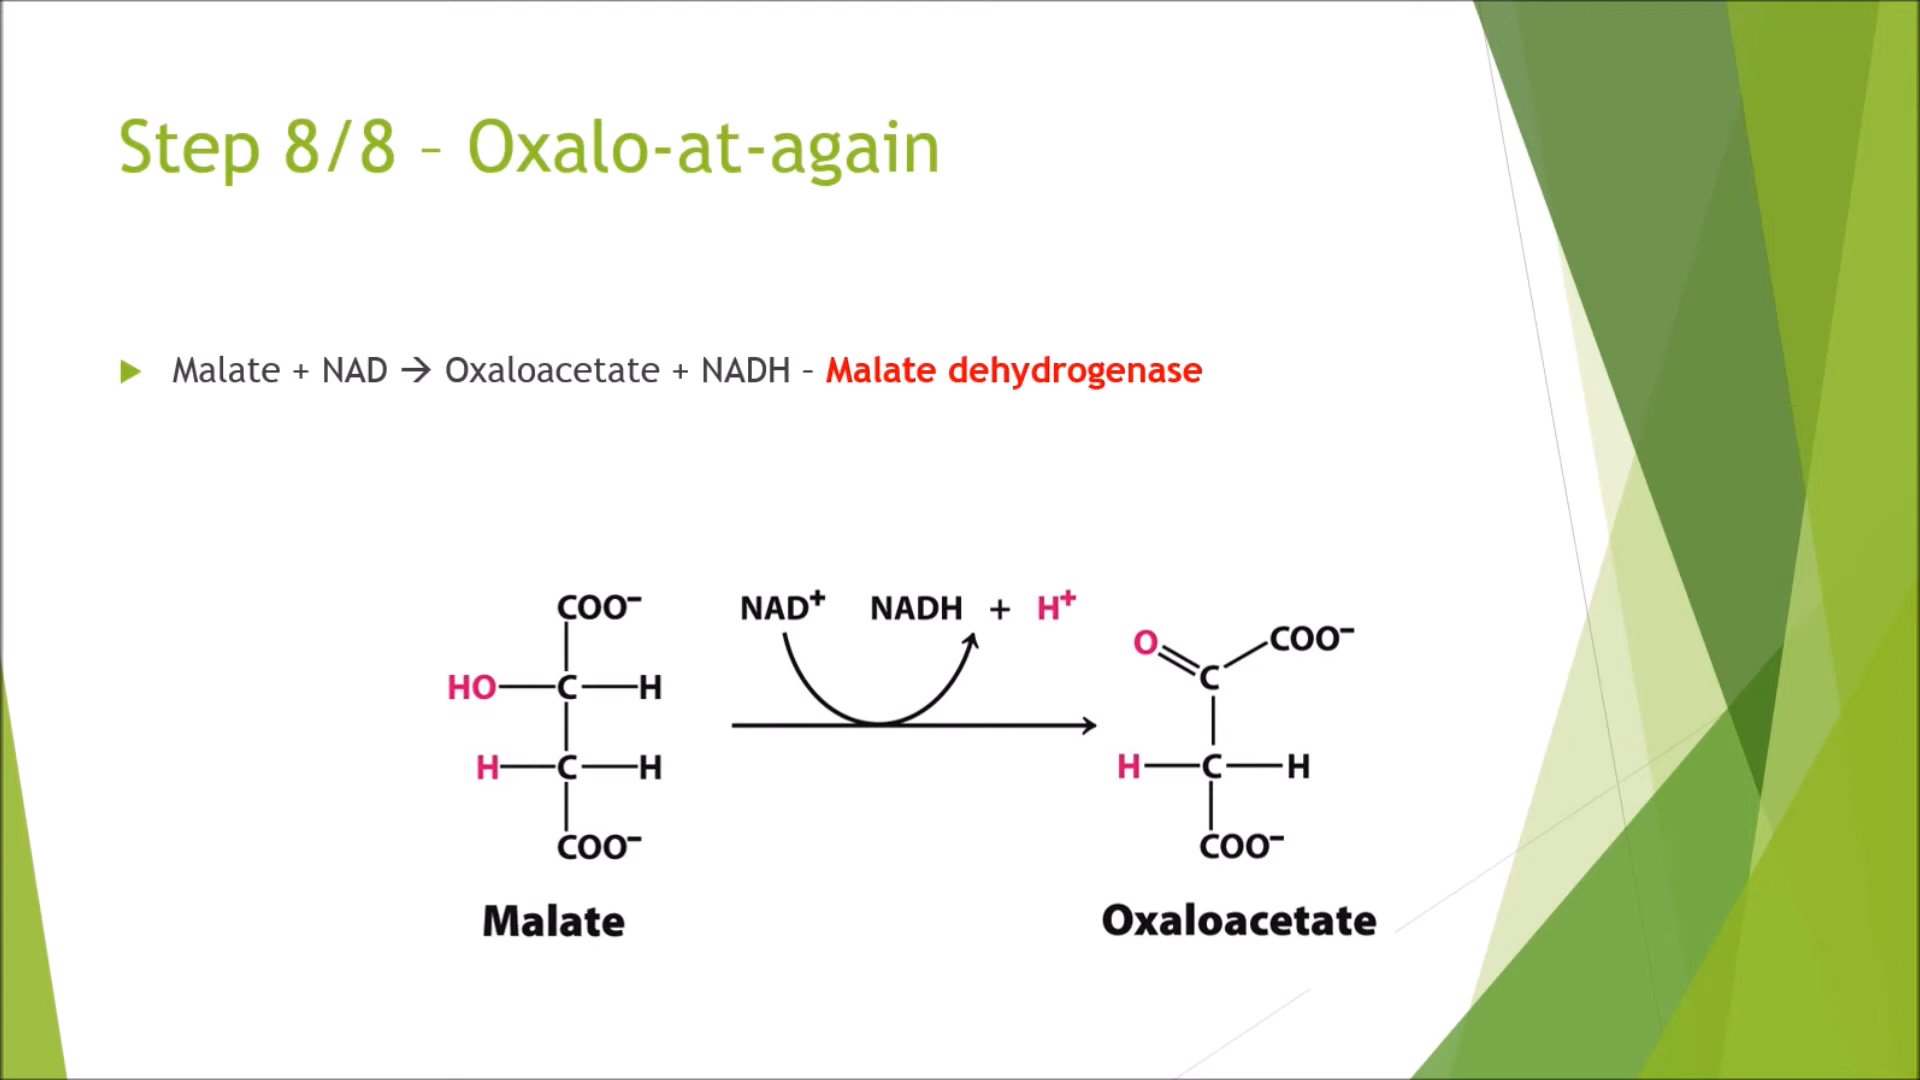 Step 8/8 – Oxalo-at-again
Malate + NAD → Oxaloacetate + NADH – Malate dehydrogenase
COO⁻
HO—C—H
H—C—H
COO⁻
Malate
NAD⁺ NADH + H⁺
O
COO⁻
C
H—C—H
COO⁻
Oxaloacetate